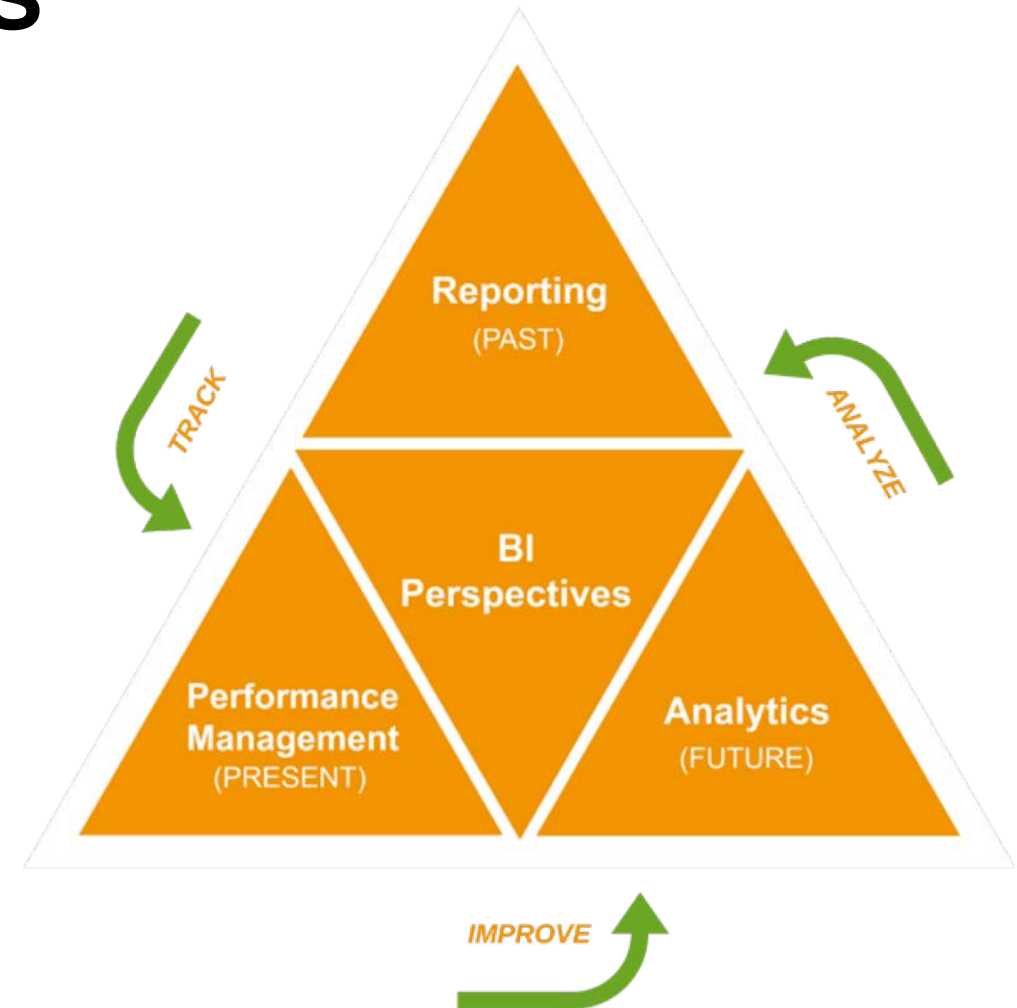 s
Reporting
(PAST)
TRACK
ANALYZE
BI
Perspectives
Performance
Management
(PRESENT)
Analytics
(FUTURE)
IMPROVE